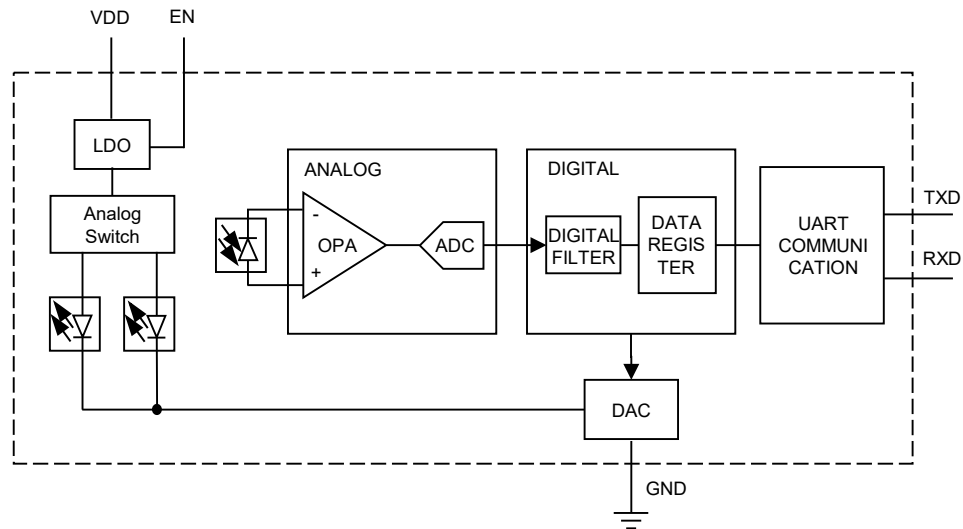 VDD
EN
LDO
Analog
Switch
ANALOG
-
OPA
+
ADC
DIGITAL
DIGITAL
FILTER
DATA
REGIS
TER
UART
COMMUNI
CATION
TXD
RXD
DAC
GND